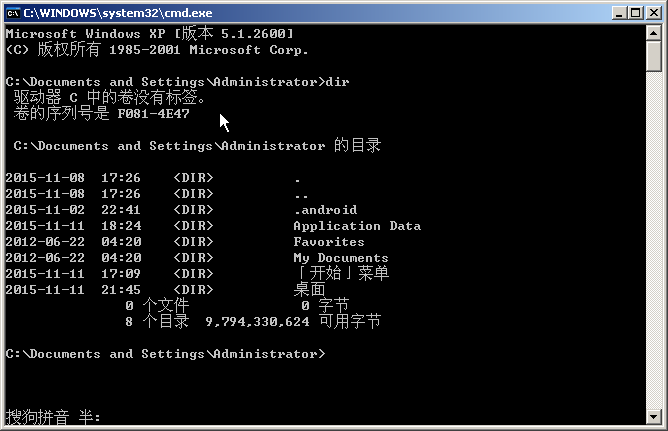 C:\WINDOWS\system32\cmd.exe
Microsoft Windows XP [版本 5.1.2600]
(C) 版权所有 1985-2001 Microsoft Corp.
C:\Documents and Settings\Administrator>dir
驱动器 C 中的卷没有标签。
卷的序列号是 F081-4E47
C:\Documents and Settings\Administrator 的目录
2015-11-08  17:26    <DIR>          .
2015-11-08  17:26    <DIR>          ..
2015-11-02  22:41    <DIR>          .android
2015-11-11  18:24    <DIR>          Application Data
2012-06-22  04:20    <DIR>          Favorites
2012-06-22  04:20    <DIR>          My Documents
2015-11-11  17:09    <DIR>          「开始」菜单
2015-11-11  21:45    <DIR>          桌面
0 个文件              0 字节
8 个目录  9,794,330,624 可用字节
C:\Documents and Settings\Administrator>
搜狗拼音 半: